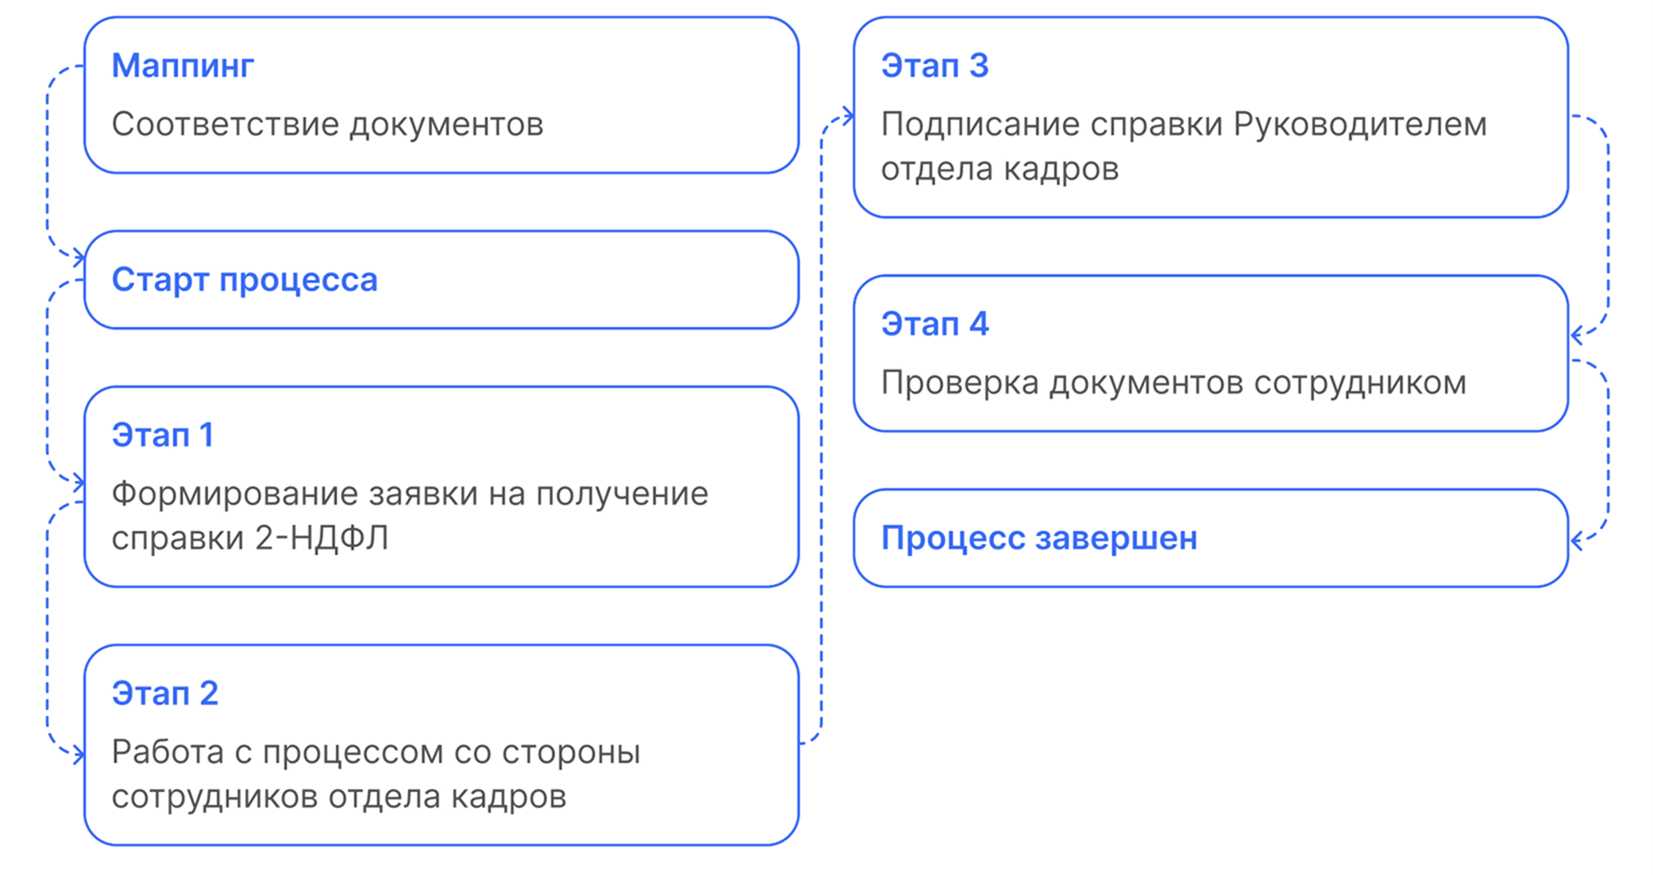 Маппинг
Соответствие документов
Старт процесса
Этап 1
Формирование заявки на получение
справки 2-НДФЛ
Этап 2
Работа с процессом со стороны
сотрудников отдела кадров
Этап 3
Подписание справки Руководителем
отдела кадров
Этап 4
Проверка документов сотрудником
Процесс завершен